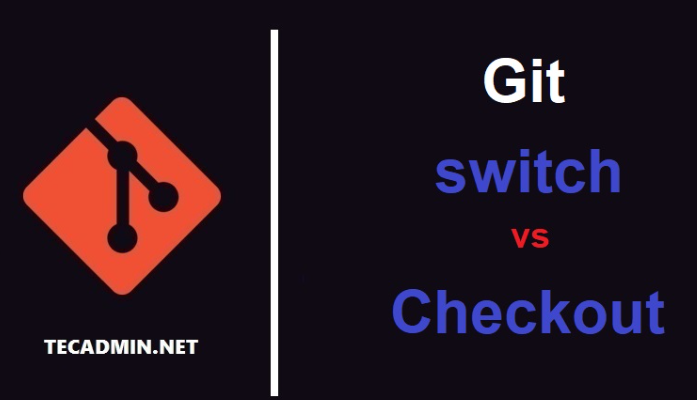 Git
switch
vs
Checkout
TECADMIN.NET